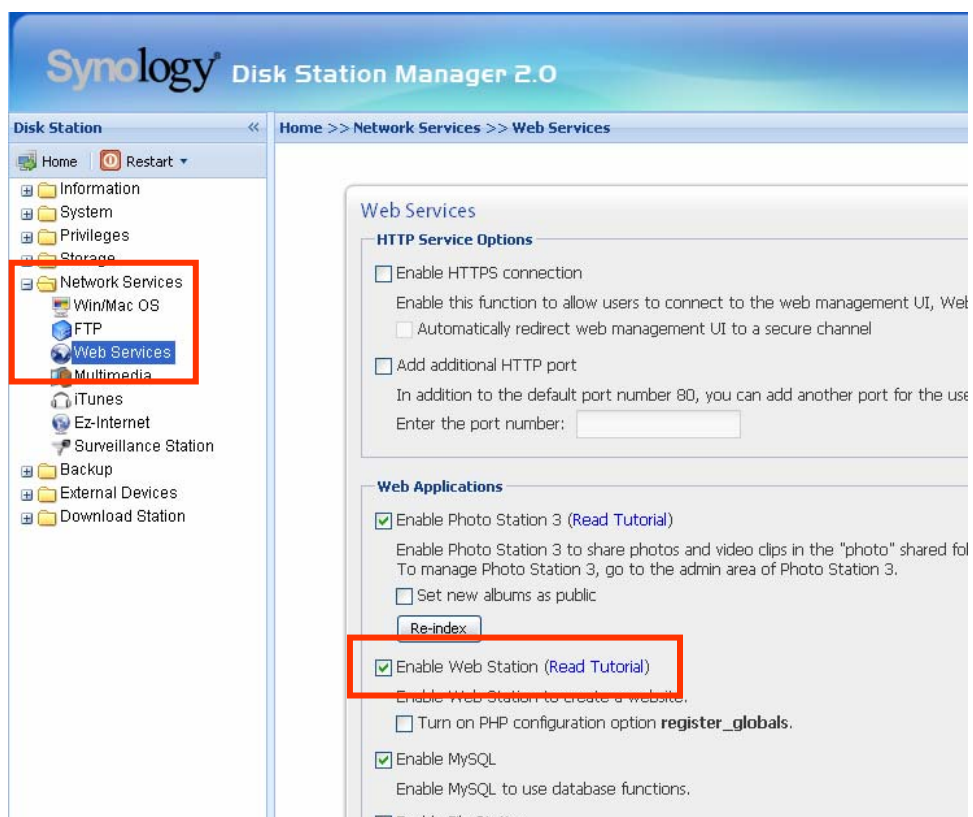 Synology Disk Station Manager 2.0
Disk Station «
Home >> Network Services >> Web Services
Home Restart
Information
System
Privileges
Storage
Network Services
Win/Mac OS
FTP
Web Services
Multimedia
iTunes
Ez-Internet
Surveillance Station
Backup
External Devices
Download Station
Web Services
HTTP Service Options
Enable HTTPS connection
Enable this function to allow users to connect to the web management UI, Web
Automatically redirect web management UI to a secure channel
Add additional HTTP port
In addition to the default port number 80, you can add another port for the use
Enter the port number:
Web Applications
Enable Photo Station 3 (Read Tutorial)
Enable Photo Station 3 to share photos and video clips in the "photo" shared fol
To manage Photo Station 3, go to the admin area of Photo Station 3.
Set new albums as public
Re-index
Enable Web Station (Read Tutorial)
Enable Web Station to create a website.
Turn on PHP configuration option register_globals.
Enable MySQL
Enable MySQL to use database functions.